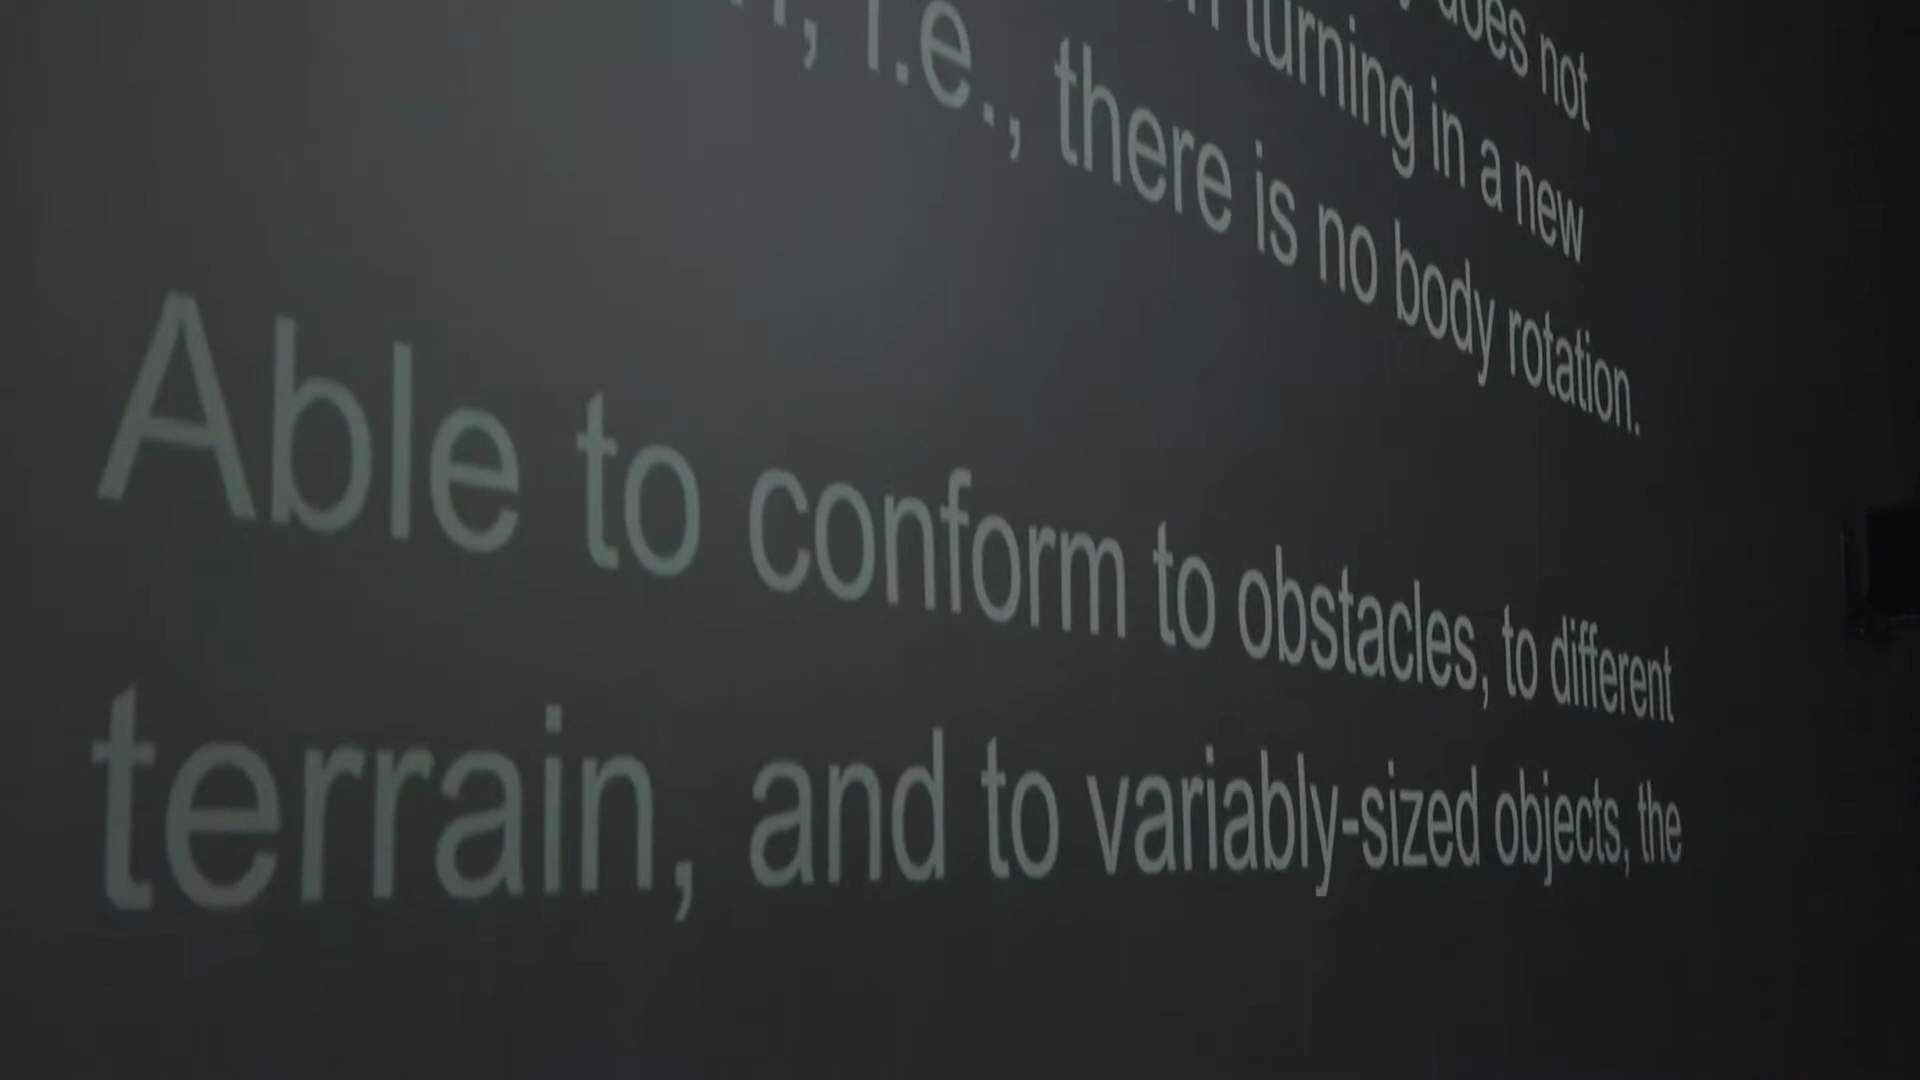 does not
turning in a new
i.e., there is no body rotation.
Able to conform to obstacles, to different
terrain, and to variably-sized objects, the